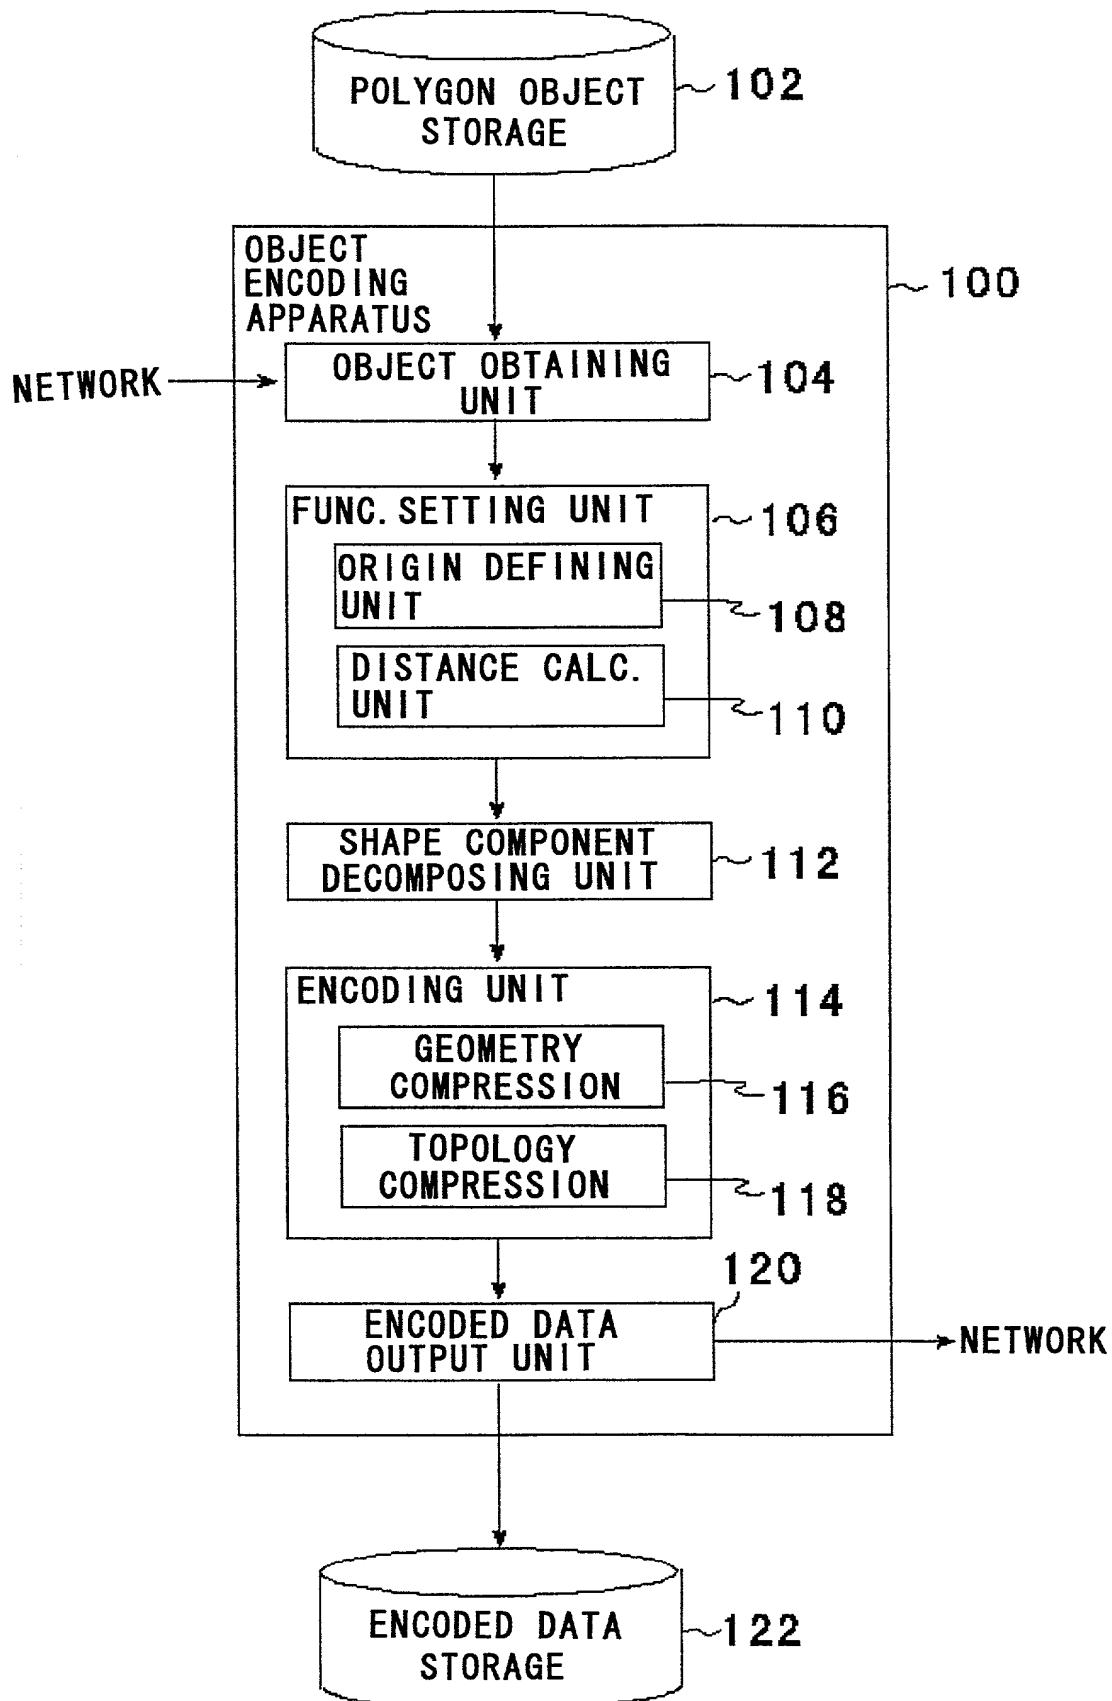 POLYGON OBJECT
STORAGE
102
OBJECT
ENCODING
APPARATUS
100
NETWORK
OBJECT OBTAINING
UNIT
104
FUNC. SETTING UNIT
106
ORIGIN DEFINING
UNIT
108
DISTANCE CALC.
UNIT
110
SHAPE COMPONENT
DECOMPOSING UNIT
112
ENCODING UNIT
114
GEOMETRY
COMPRESSION
116
TOPOLOGY
COMPRESSION
118
120
ENCODED DATA
OUTPUT UNIT
NETWORK
ENCODED DATA
STORAGE
122